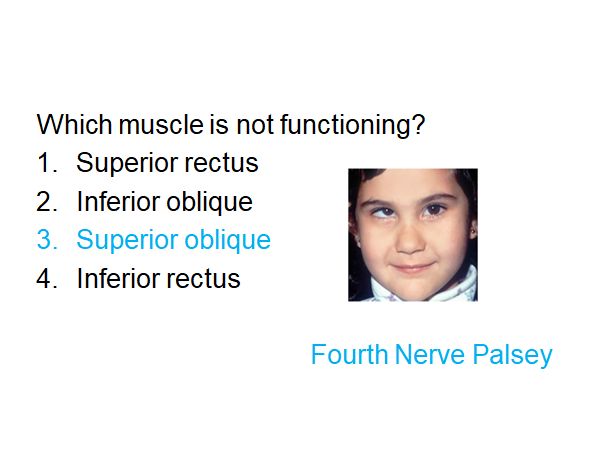 Which muscle is not functioning?
1. Superior rectus
2. Inferior oblique
3. Superior oblique
4. Inferior rectus
Fourth Nerve Palsey